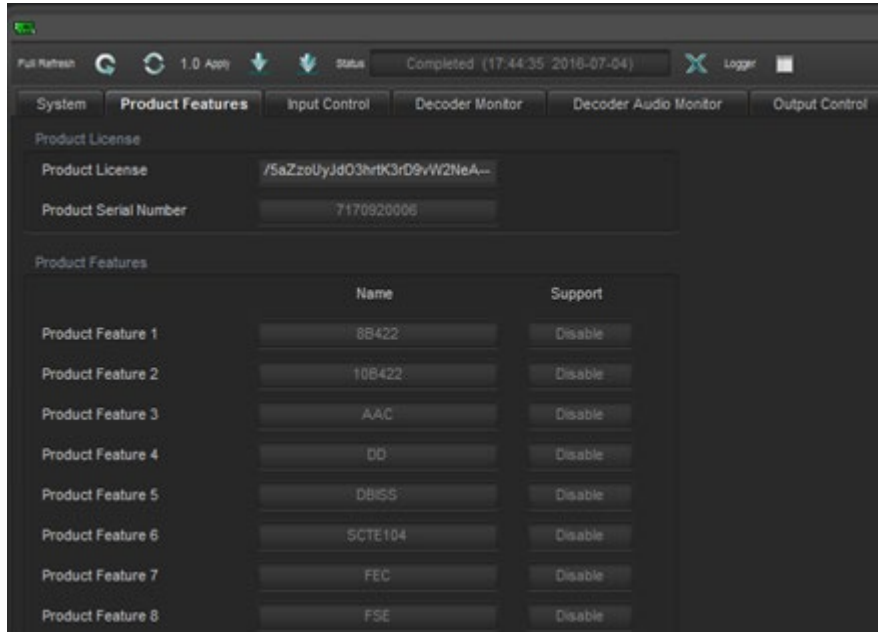 Full Refresh 1.0 Apply Status Completed (17:44:35 2016-07-04) Logger
System Product Features Input Control Decoder Monitor Decoder Audio Monitor Output Control
Product License
Product License /5aZzoUyJdO3hrtK3rD9vW2NeA--
Product Serial Number 7170920006
Product Features
Name Support
Product Feature 1 8B422 Disable
Product Feature 2 10B422 Disable
Product Feature 3 AAC Disable
Product Feature 4 DD Disable
Product Feature 5 DBISS Disable
Product Feature 6 SCTE104 Disable
Product Feature 7 FEC Disable
Product Feature 8 FSE Disable